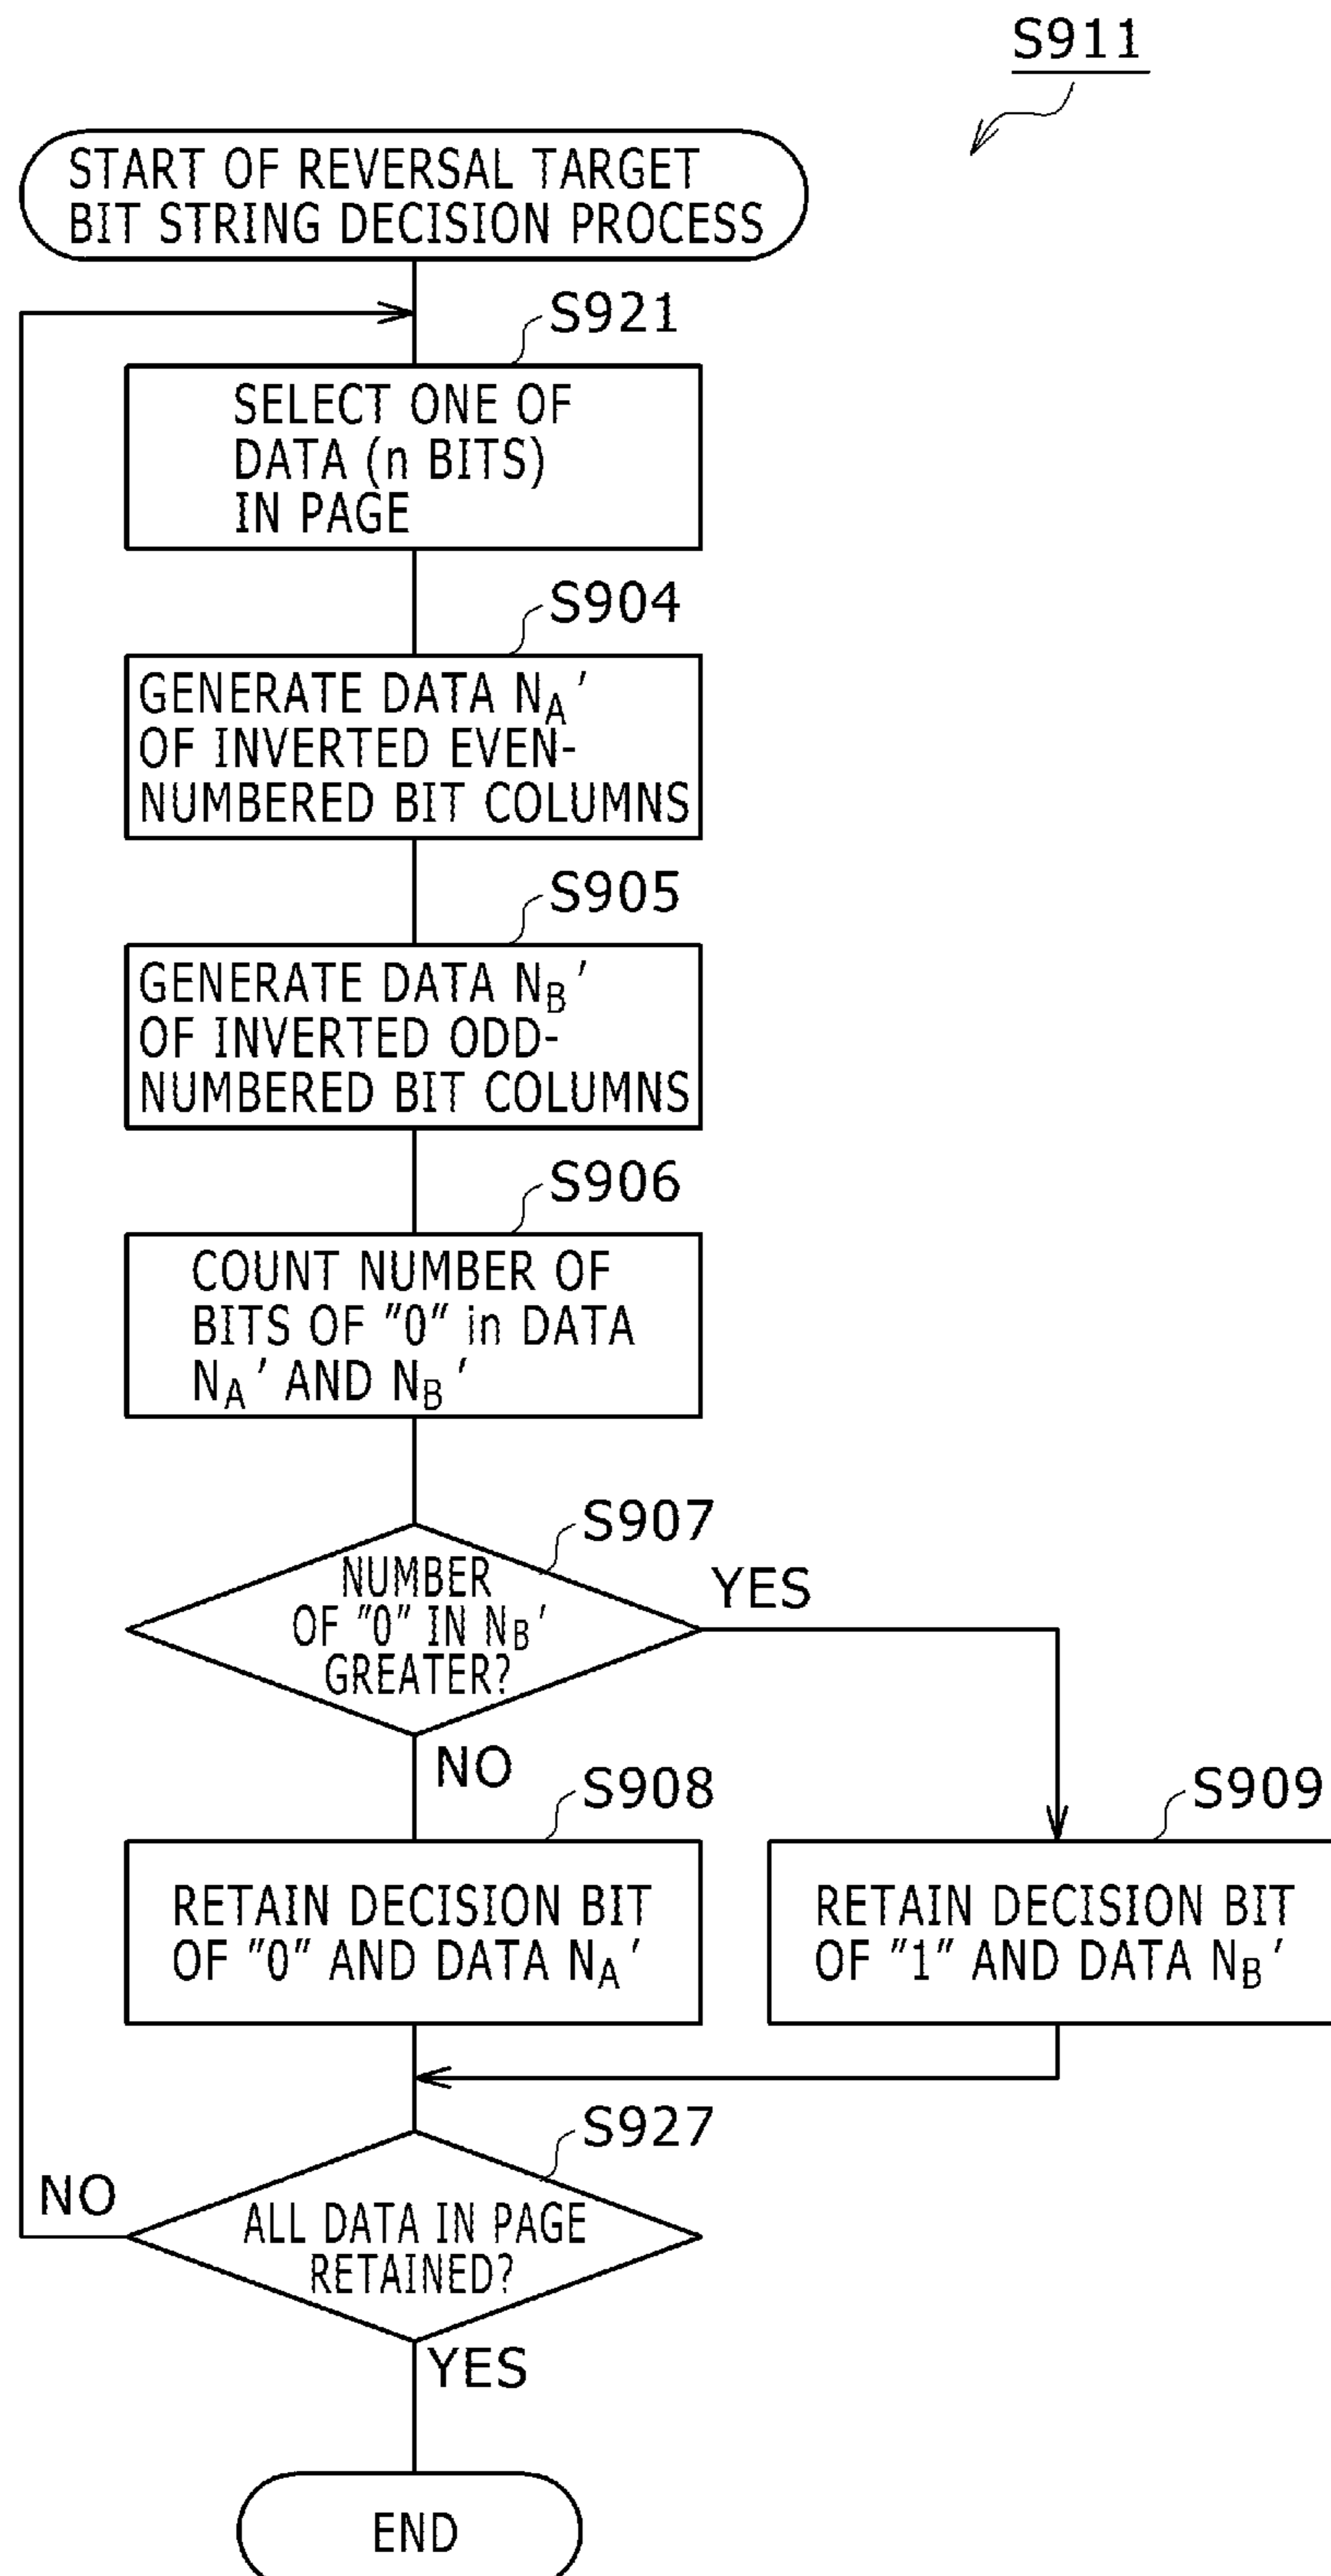 S911
START OF REVERSAL TARGET
BIT STRING DECISION PROCESS
S921
SELECT ONE OF
DATA (n BITS)
IN PAGE
S904
GENERATE DATA NA'
OF INVERTED EVEN-
NUMBERED BIT COLUMNS
S905
GENERATE DATA NB'
OF INVERTED ODD-
NUMBERED BIT COLUMNS
S906
COUNT NUMBER OF
BITS OF "0" in DATA
NA' AND NB'
S907
NUMBER
OF "0" IN NB'
GREATER?
YES
NO
S908
RETAIN DECISION BIT
OF "0" AND DATA NA'
S909
RETAIN DECISION BIT
OF "1" AND DATA NB'
S927
ALL DATA IN PAGE
RETAINED?
NO
YES
END